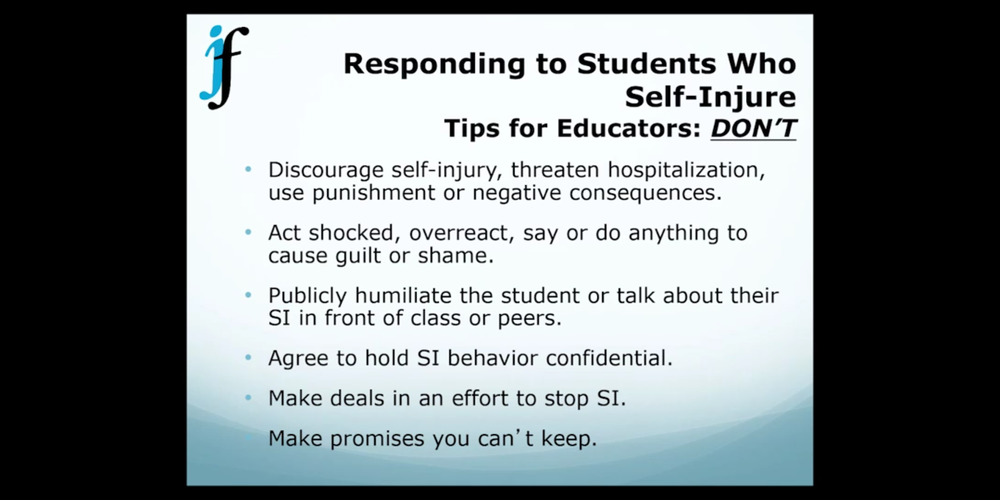 jf
Responding to Students Who
Self-Injure
Tips for Educators: DON’T
• Discourage self-injury, threaten hospitalization,
use punishment or negative consequences.
• Act shocked, overreact, say or do anything to
cause guilt or shame.
• Publicly humiliate the student or talk about their
SI in front of class or peers.
• Agree to hold SI behavior confidential.
• Make deals in an effort to stop SI.
• Make promises you can’t keep.